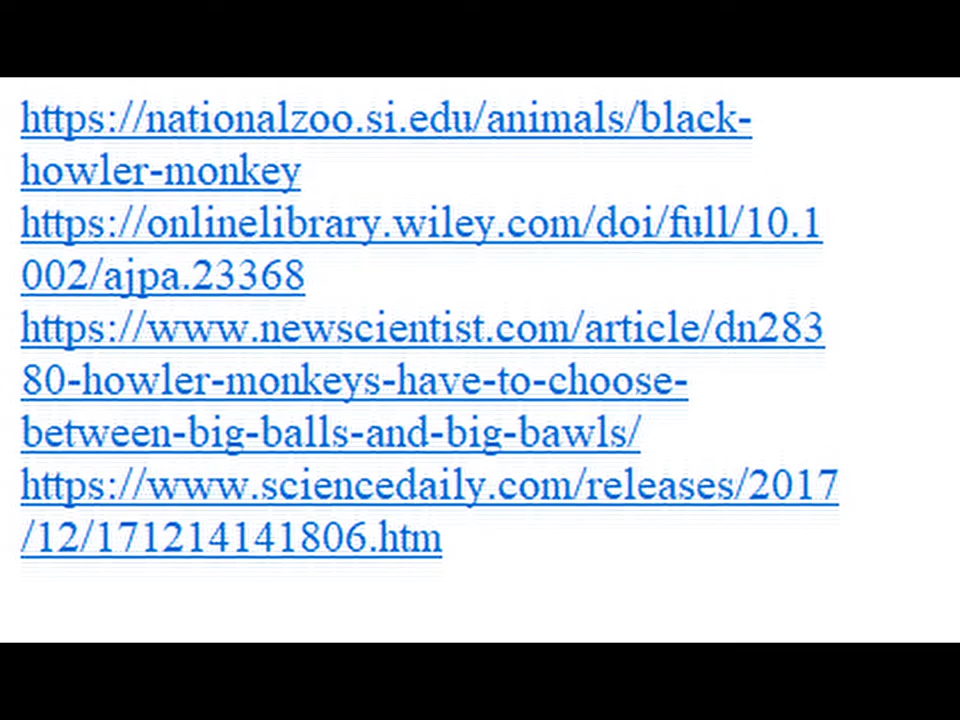 https://nationalzoo.si.edu/animals/black-
howler-monkey
https://onlinelibrary.wiley.com/doi/full/10.1
002/ajpa.23368
https://www.newscientist.com/article/dn283
80-howler-monkeys-have-to-choose-
between-big-balls-and-big-bawls/
https://www.sciencedaily.com/releases/2017
/12/171214141806.htm